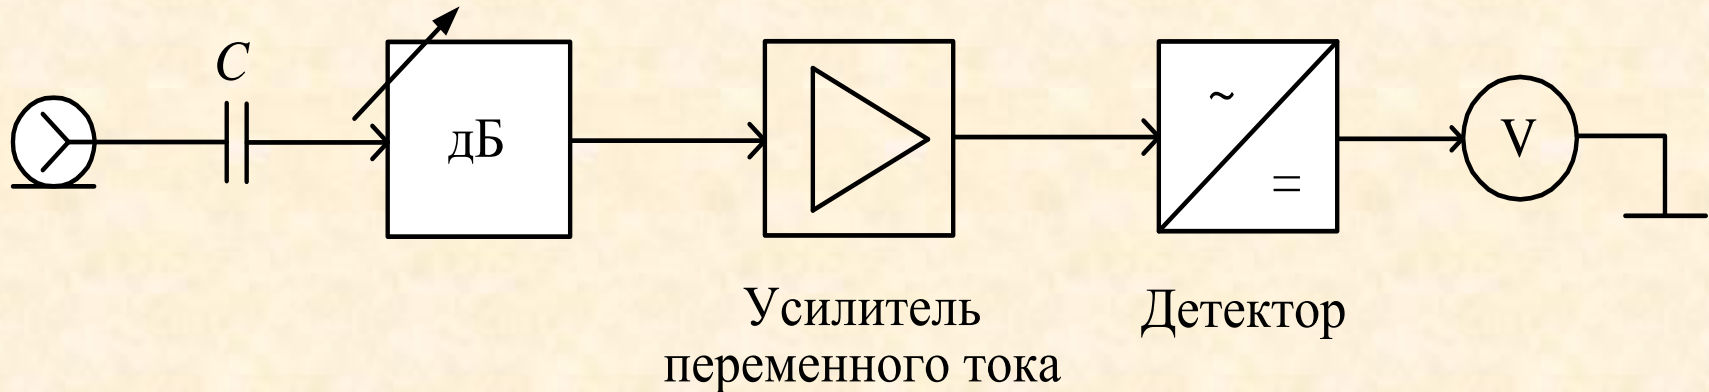 C
дБ
~
=
V
Усилитель
переменного тока
Детектор